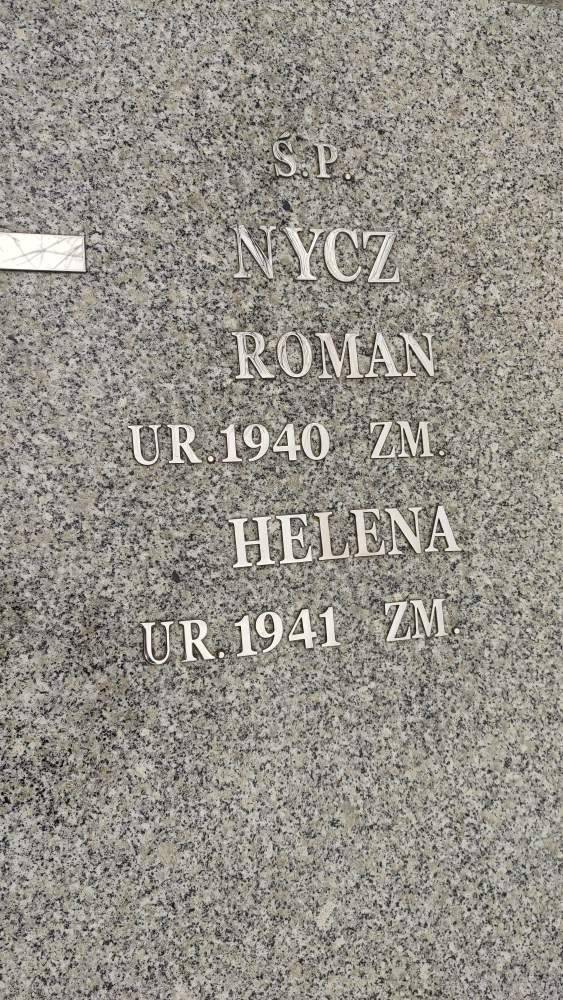 Ś.P.
NYCZ
ROMAN
UR.1940 ZM.
HELENA
UR.1941 ZM.